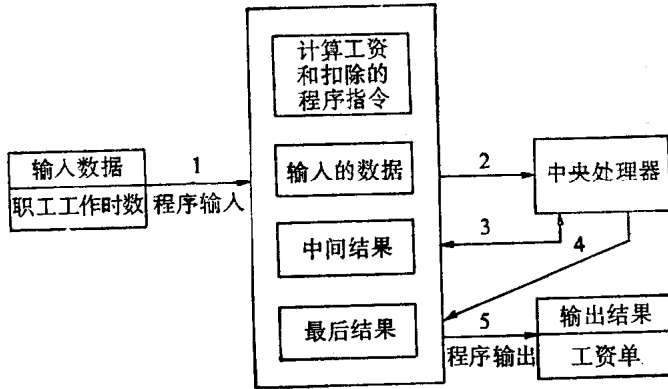 计算工资
和扣除的
程序指令
输入数据
职工工作时数
1
程序输入
输入的数据
2
中央处理器
中间结果
3
4
最后结果
5
程序输出
输出结果
工资单